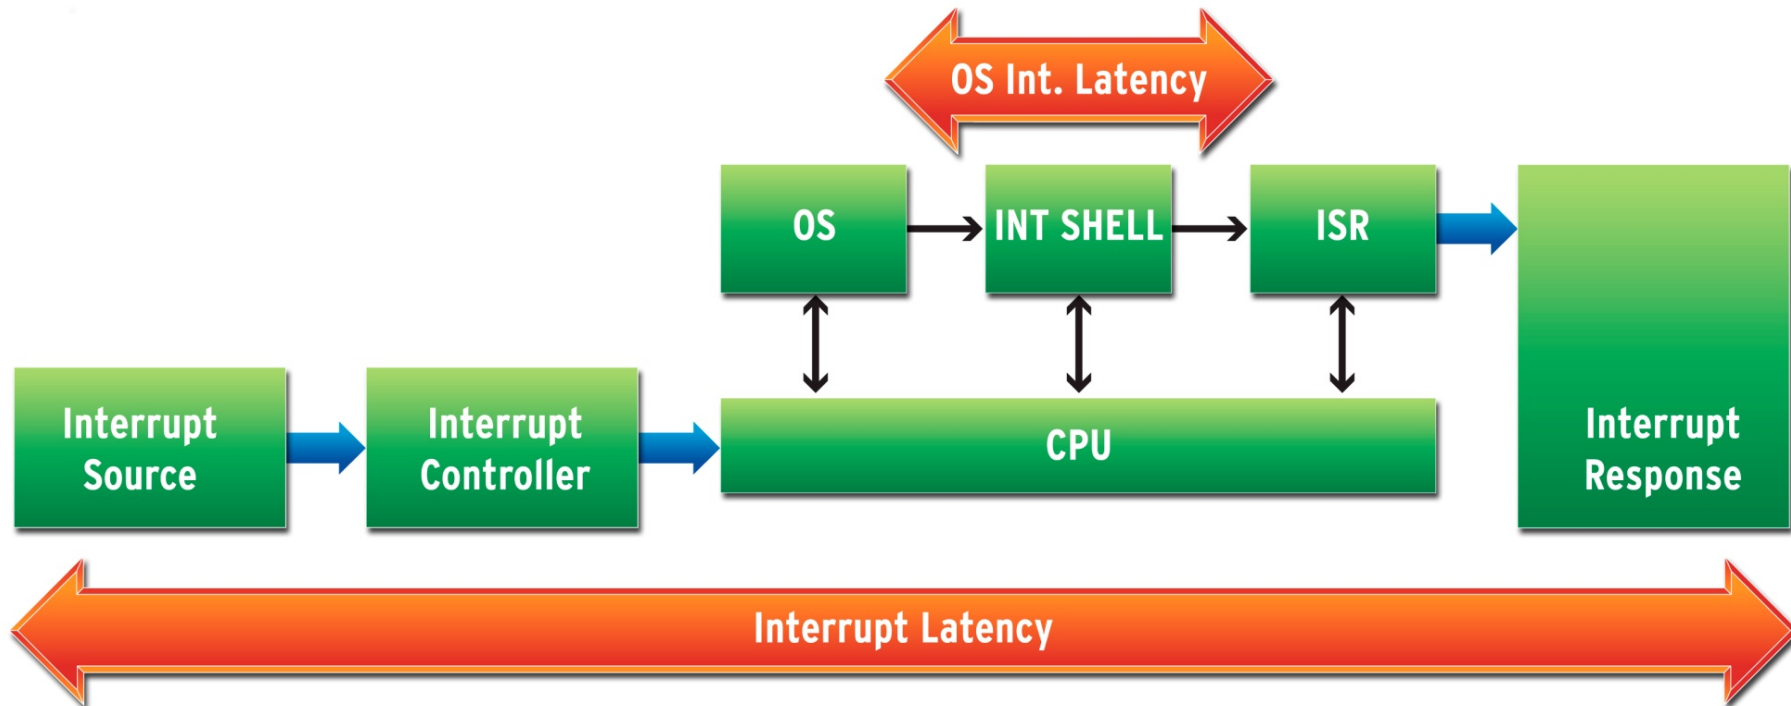 OS Int. Latency
OS
INT SHELL
ISR
Interrupt
Source
Interrupt
Controller
CPU
Interrupt
Response
Interrupt Latency